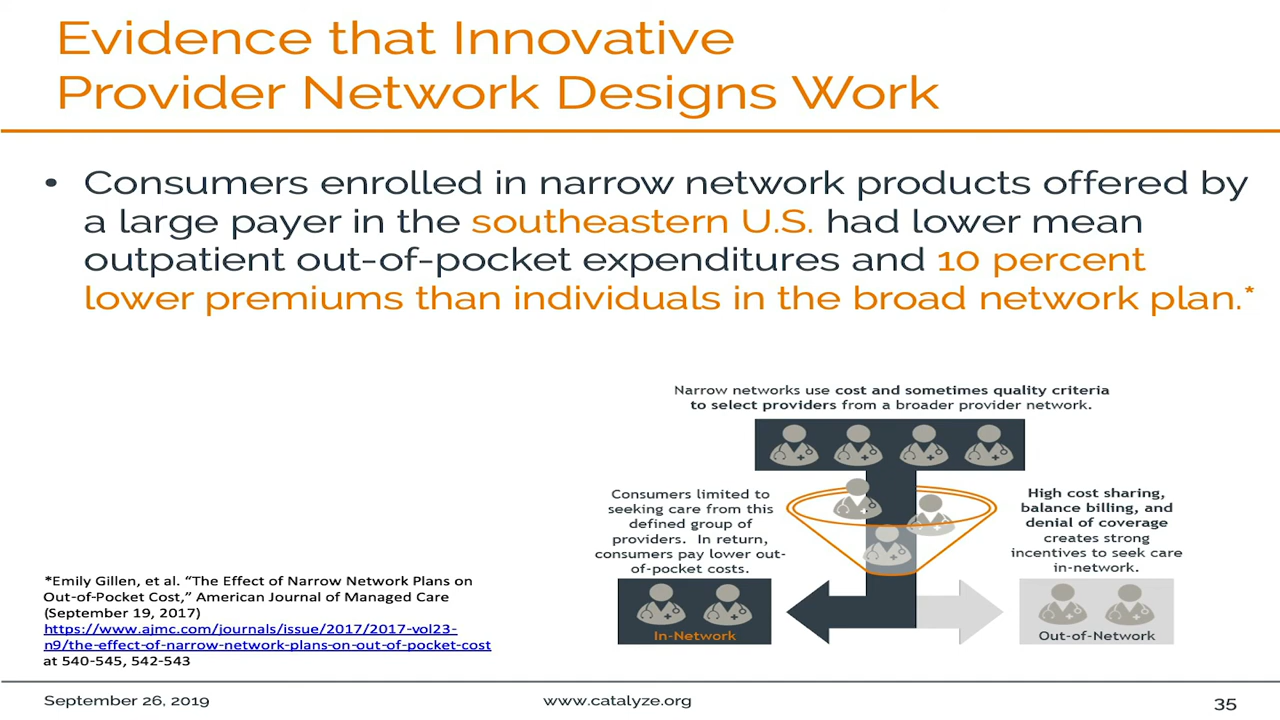 Evidence that Innovative
Provider Network Designs Work
• Consumers enrolled in narrow network products offered by
a large payer in the southeastern U.S. had lower mean
outpatient out-of-pocket expenditures and 10 percent
lower premiums than individuals in the broad network plan.*
Narrow networks use cost and sometimes quality criteria
to select providers from a broader provider network.
Consumers limited to
seeking care from this
defined group of
providers. In return,
consumers pay lower out-
of-pocket costs.
In-Network
High cost sharing,
balance billing, and
denial of coverage
creates strong
incentives to seek care
in-network.
Out-of-Network
*Emily Gillen, et al. “The Effect of Narrow Network Plans on
Out-of-Pocket Cost,” American Journal of Managed Care
(September 19, 2017)
https://www.ajmc.com/journals/issue/2017/2017-vol23-
n9/the-effect-of-narrow-network-plans-on-out-of-pocket-cost
at 540-545, 542-543
September 26, 2019
www.catalyze.org
35